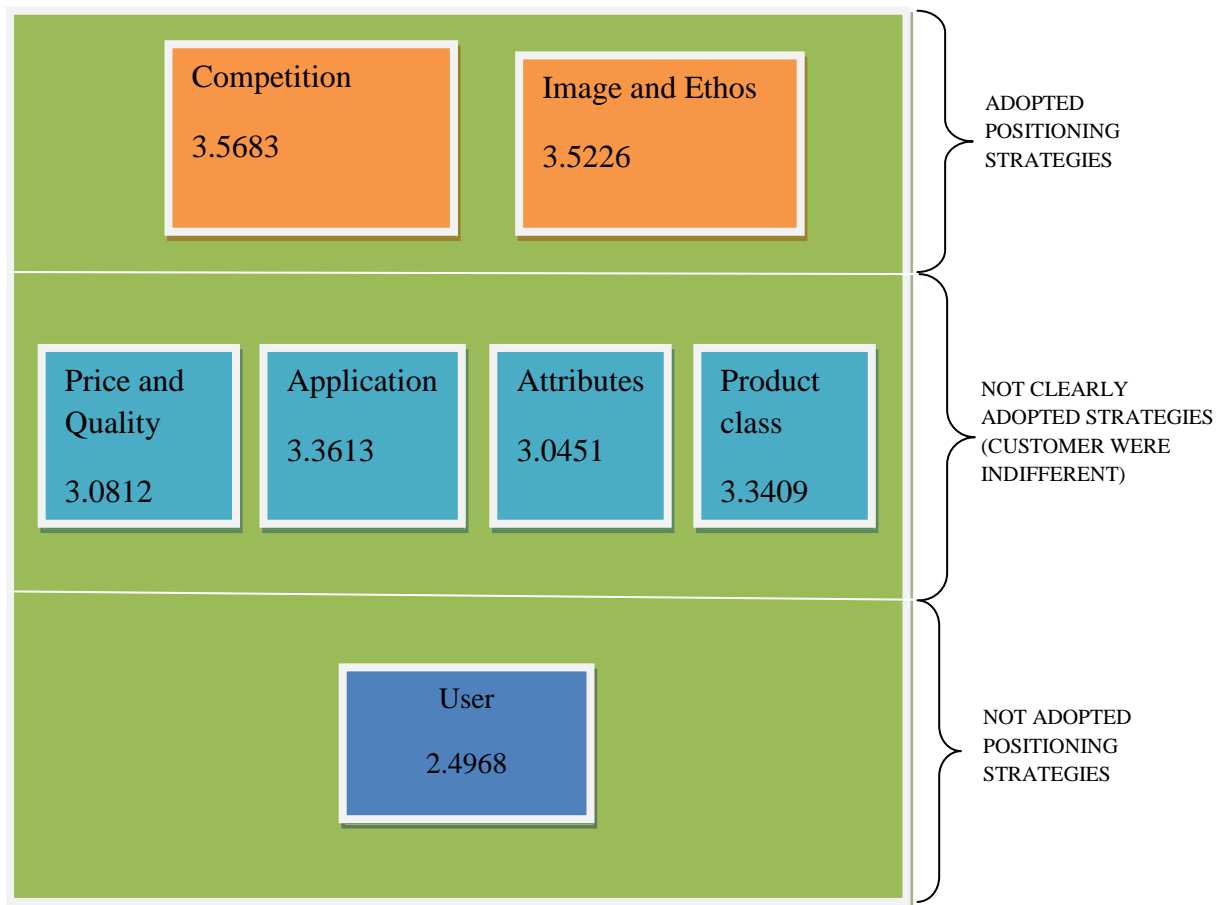 Competition
3.5683
Image and Ethos
3.5226
ADOPTED
POSITIONING
STRATEGIES
Price and
Quality
3.0812
Application
3.3613
Attributes
3.0451
Product
class
3.3409
NOT CLEARLY
ADOPTED STRATEGIES
(CUSTOMER WERE
INDIFFERENT)
User
2.4968
NOT ADOPTED
POSITIONING
STRATEGIES